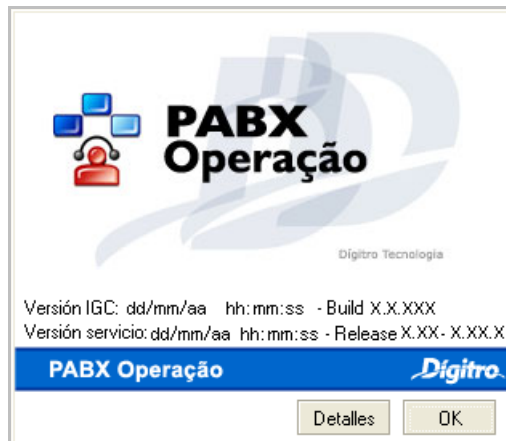 PABX
Operação
Dígitro Tecnologia
Versión IGC: dd/mm/aa hh:mm:ss - Build X.X.XXX
Versión servicio: dd/mm/aa hh:mm:ss - Release X.XX- X.XX.X
PABX Operação Dígitro
Detalles OK